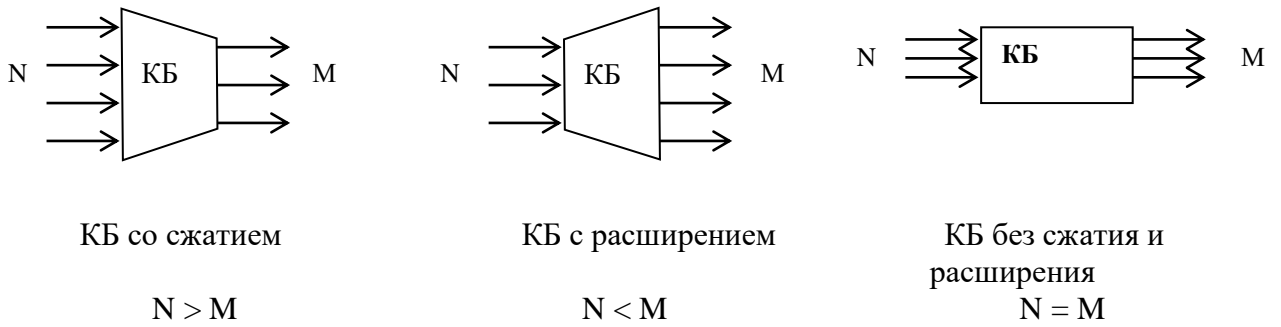 N КБ M N КБ M N КБ M
КБ со сжатием КБ с расширением КБ без сжатия и
расширения
N > M N < M N = M